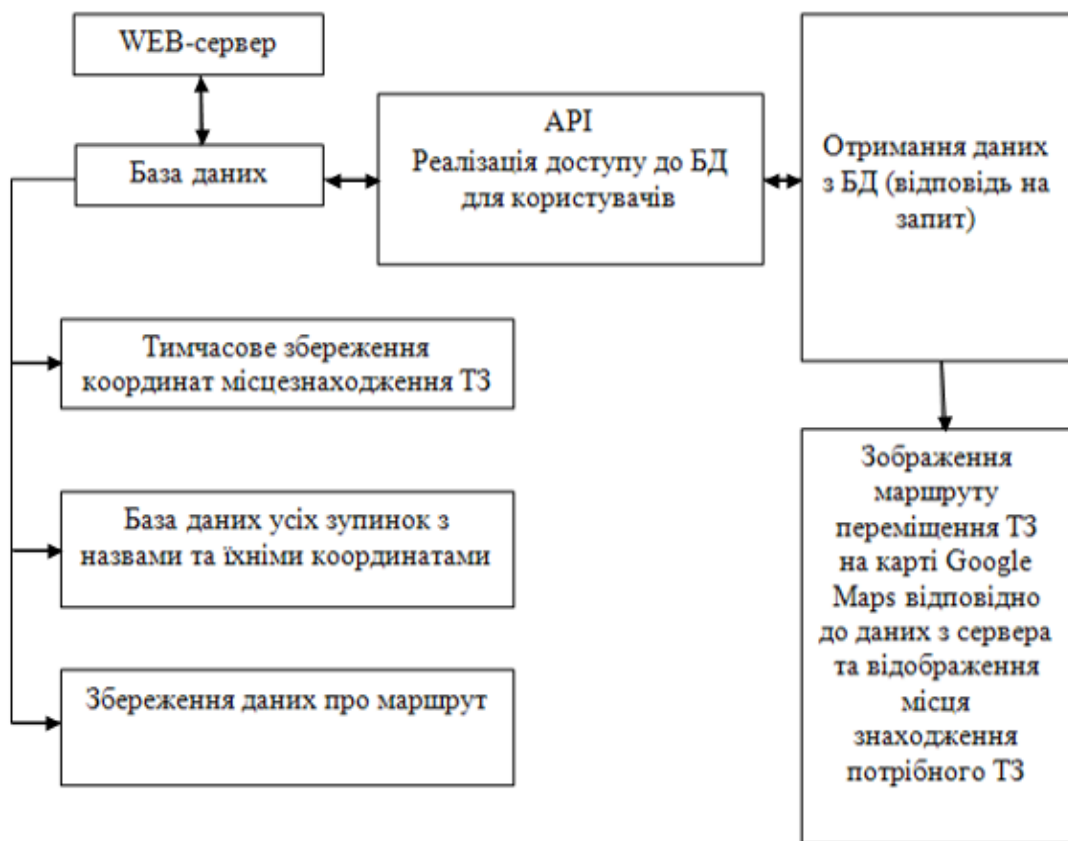 WEB-сервер
База даних
API
Реалізація доступу до БД
для користувачів
Отримання даних
з БД (відповідь на
запит)
Тимчасове збереження
координат місцезнаходження ТЗ
База даних усіх зупинок з
назвами та їхніми координатами
Збереження даних про маршрут
Зображення
маршруту
переміщення ТЗ
на карті Google
Maps відповідно
до даних з сервера
та відображення
місця
знаходження
потрібного ТЗ